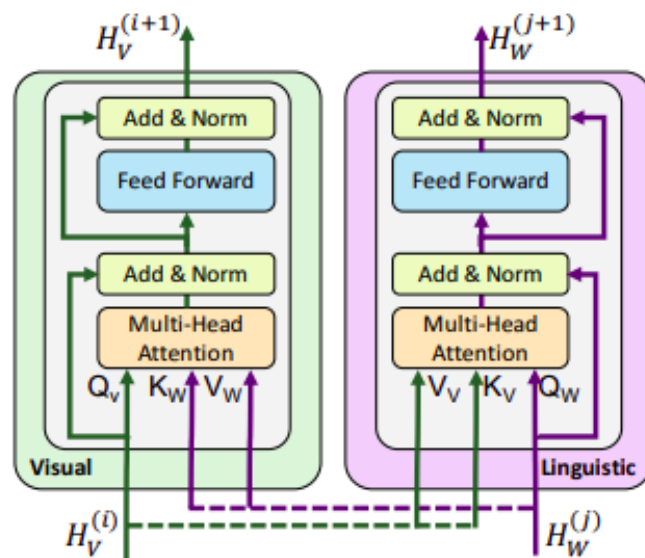 H_V^{(i+1)}
Add & Norm
Feed Forward
Add & Norm
Multi-Head
Attention
Q_v K_W V_W
Visual
H_V^{(i)}
H_W^{(j+1)}
Add & Norm
Feed Forward
Add & Norm
Multi-Head
Attention
V_V K_V Q_W
Linguistic
H_W^{(j)}